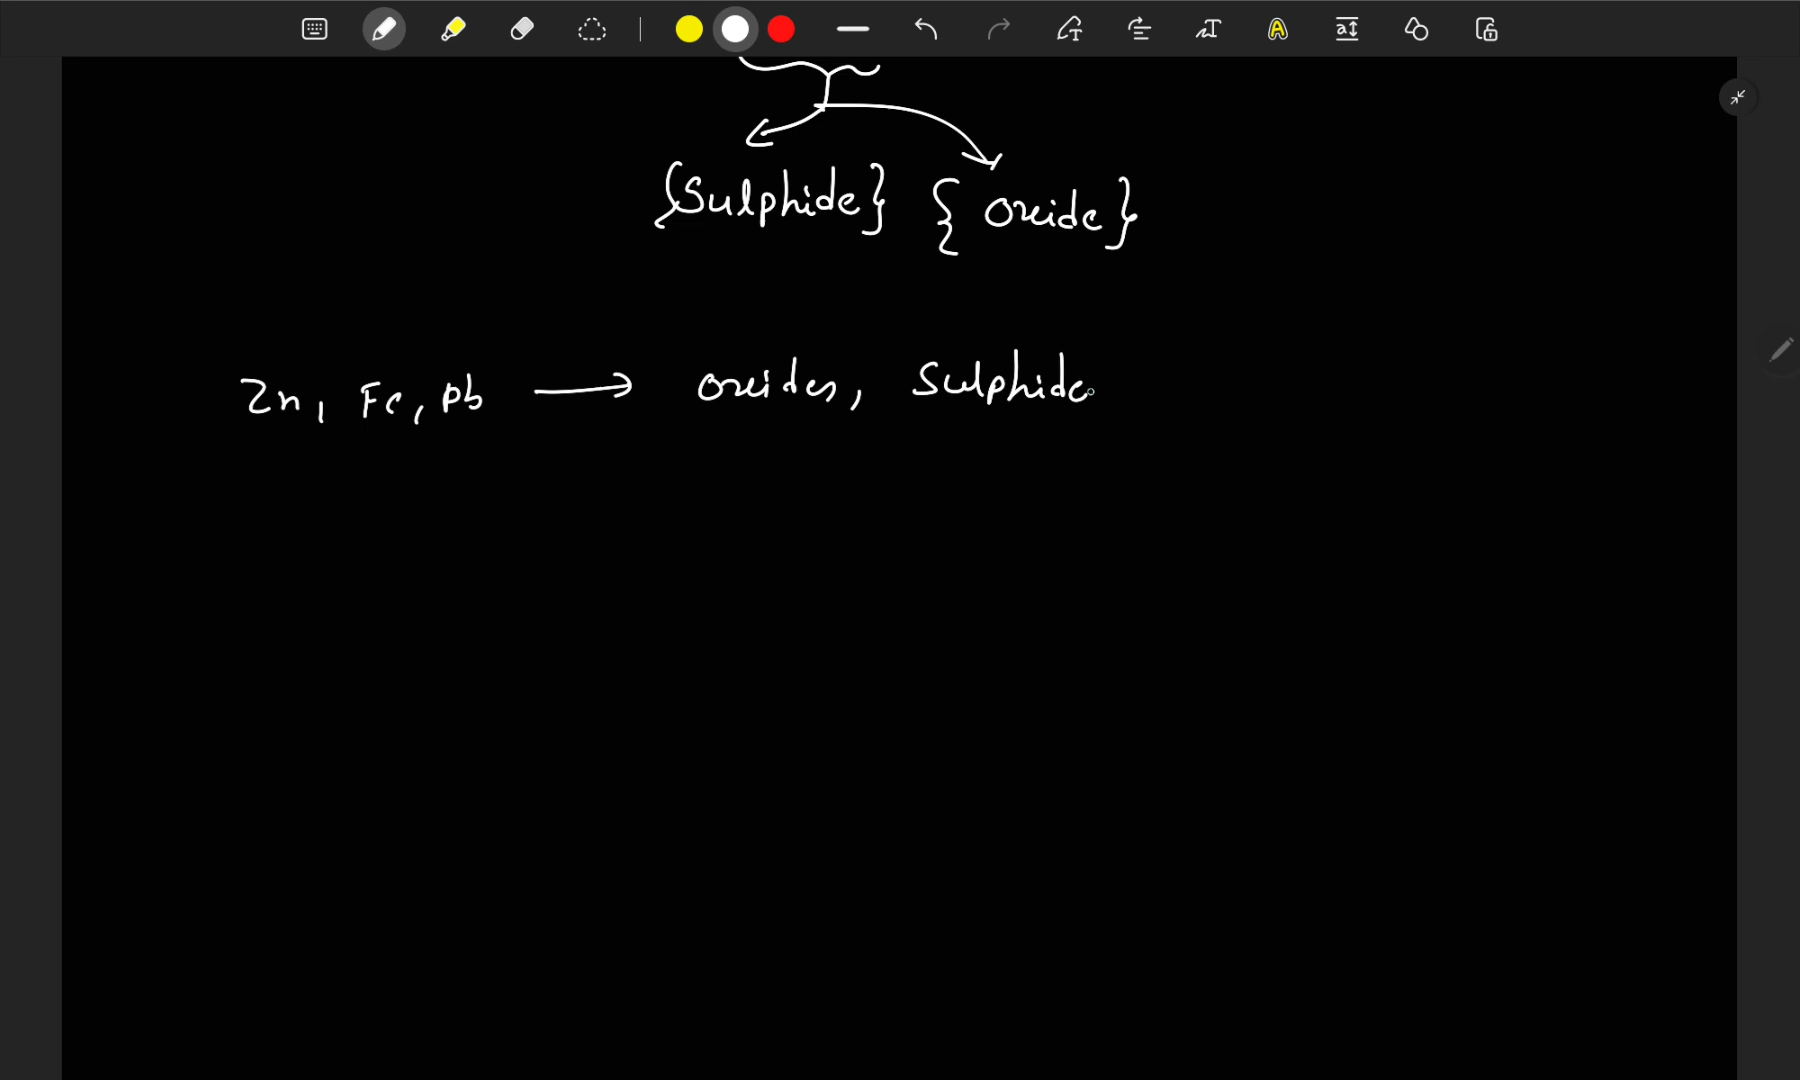 {Sulphide} {Oxide}
Zn, Fe, Pb → Oxides, Sulphide